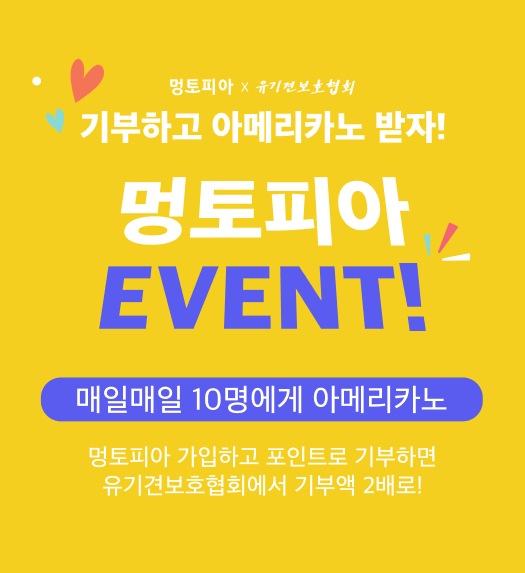 멍토피아 x 유기견보호협회
기부하고 아메리카노 받자!
멍토피아
EVENT!
매일매일 10명에게 아메리카노
멍토피아 가입하고 포인트로 기부하면
유기견보호협회에서 기부액 2배로!